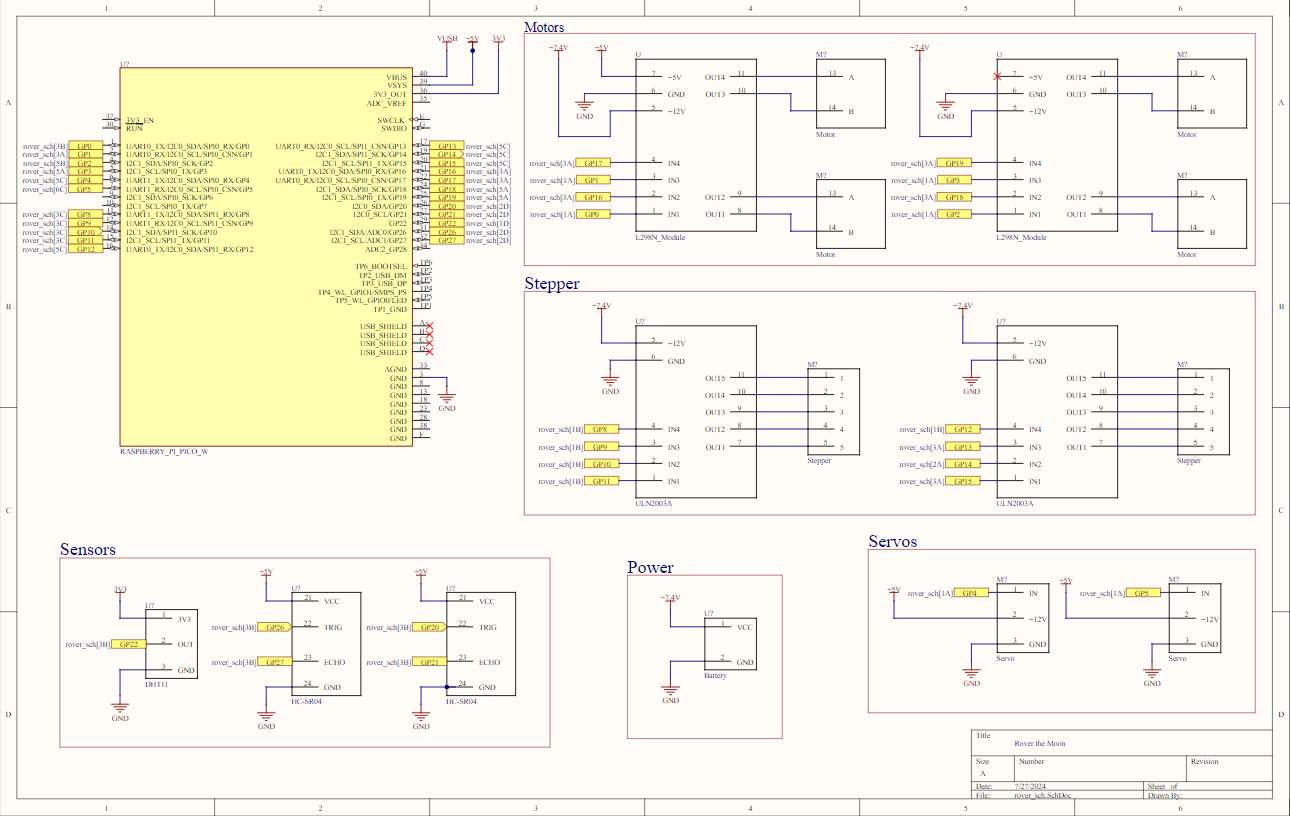 1 2 3 4 5 6
A
B
C
D
Motors
VUSB +5V 3V3
U?
VBUS 40
VSYS 39
3V3_OUT 36
ADC_VREF 35
37 3V3_EN
30 RUN
SWCLK E
SWDIO G
rover_sch[3B] GP0 UART0_TX/I2C0_SDA/SPI0_RX/GP0
rover_sch[3A] GP1 UART0_RX/I2C0_SCL/SPI0_CSN/GP1
rover_sch[5B] GP2 I2C1_SDA/SPI0_SCK/GP2
rover_sch[5A] GP3 I2C1_SCL/SPI0_TX/GP3
rover_sch[5C] GP4 UART1_TX/I2C0_SDA/SPI0_RX/GP4
rover_sch[6C] GP5 UART1_RX/I2C0_SCL/SPI0_CSN/GP5
I2C1_SDA/SPI0_SCK/GP6
I2C1_SCL/SPI0_TX/GP7
rover_sch[3C] GP8 UART1_TX/I2C0_SDA/SPI1_RX/GP8
rover_sch[3C] GP9 UART1_RX/I2C0_SCL/SPI1_CSN/GP9
rover_sch[3C] GP10 I2C1_SDA/SPI1_SCK/GP10
rover_sch[3C] GP11 I2C1_SCL/SPI1_TX/GP11
rover_sch[5C] GP12 UART0_TX/I2C0_SDA/SPI1_RX/GP12
UART0_RX/I2C0_SCL/SPI1_CSN/GP13 17 GP13 rover_sch[5C]
I2C1_SDA/SPI1_SCK/GP14 19 GP14 rover_sch[5C]
I2C1_SCL/SPI1_TX/GP15 20 GP15 rover_sch[5C]
UART0_TX/I2C0_SDA/SPI0_RX/GP16 21 GP16 rover_sch[3A]
UART0_RX/I2C0_SCL/SPI0_CSN/GP17 22 GP17 rover_sch[3A]
I2C1_SDA/SPI0_SCK/GP18 24 GP18 rover_sch[5A]
I2C1_SCL/SPI0_TX/GP19 25 GP19 rover_sch[5A]
I2C0_SDA/GP20 26 GP20 rover_sch[2D]
I2C0_SCL/GP21 27 GP21 rover_sch[2D]
GP22 29 GP22 rover_sch[1D]
I2C1_SDA/ADC0/GP26 31 GP26 rover_sch[2D]
I2C1_SCL/ADC1/GP27 32 GP27 rover_sch[2D]
ADC2_GP28 34
TP6_BOOTSEL TP6
TP2_USB_DM TP2
TP3_USB_DP TP3
TP4_WL_GPIO1/SMPS_PS TP4
TP5_WL_GPIO0/LED TP5
TP1_GND TP1
USB_SHIELD A
USB_SHIELD B
USB_SHIELD C
USB_SHIELD D
AGND 33
GND 3
GND 8
GND 13
GND 18
GND 23
GND 28
GND 38
GND F
GND
RASPBERRY_PI_PICO_W
+7.4V +5V U M?
7 +5V OUT4 11 13 A
6 GND OUT3 10
GND 5 +12V 14 B
Motor
rover_sch[3A] GP17 4 IN4
rover_sch[1A] GP1 3 IN3 M?
rover_sch[3A] GP16 2 IN2 OUT2 9 13 A
rover_sch[1A] GP0 1 IN1 OUT1 8
14 B
L298N_Module
Motor
+7.4V U M?
7 +5V OUT4 11 13 A
6 GND OUT3 10
GND 5 +12V 14 B
Motor
rover_sch[3A] GP19 4 IN4
rover_sch[1A] GP3 3 IN3 M?
rover_sch[3A] GP18 2 IN2 OUT2 9 13 A
rover_sch[1A] GP2 1 IN1 OUT1 8
14 B
L298N_Module
Motor
Stepper
+7.4V U?
5 +12V
6 GND
GND
M?
OUT5 11 1 1
OUT4 10 2 2
OUT3 9 3 3
rover_sch[1B] GP8 4 IN4 OUT2 8 4 4
rover_sch[1B] GP9 3 IN3 OUT1 7 5 5
rover_sch[1B] GP10 2 IN2
rover_sch[1B] GP11 1 IN1
Stepper
ULN2003A
+7.4V U?
5 +12V
6 GND
GND
M?
OUT5 11 1 1
OUT4 10 2 2
OUT3 9 3 3
rover_sch[1B] GP12 4 IN4 OUT2 8 4 4
rover_sch[3A] GP13 3 IN3 OUT1 7 5 5
rover_sch[2A] GP14 2 IN2
rover_sch[3A] GP15 1 IN1
Stepper
ULN2003A
Sensors
3V3 U?
1 3V3
rover_sch[3B] GP22 2 OUT
3 GND
DHT11
GND
+5V U?
21 VCC
rover_sch[3B] GP26 22 TRIG
rover_sch[3B] GP27 23 ECHO
24 GND
HC-SR04
GND
+5V U?
21 VCC
rover_sch[3B] GP20 22 TRIG
rover_sch[3B] GP21 23 ECHO
24 GND
HC-SR04
GND
Power
+7.4V U?
1 VCC
2 GND
Battery
GND
Servos
+5V M?
rover_sch[1A] GP4 1 IN
2 +12V
3 GND
Servo
GND
+5V M?
rover_sch[1A] GP5 1 IN
2 +12V
3 GND
Servo
GND
Title
Rover the Moon
Size Number Revision
A
Date: 7/27/2024 Sheet of
File: rover_sch.SchDoc Drawn By:
1 2 3 4 5 6
A
B
C
D